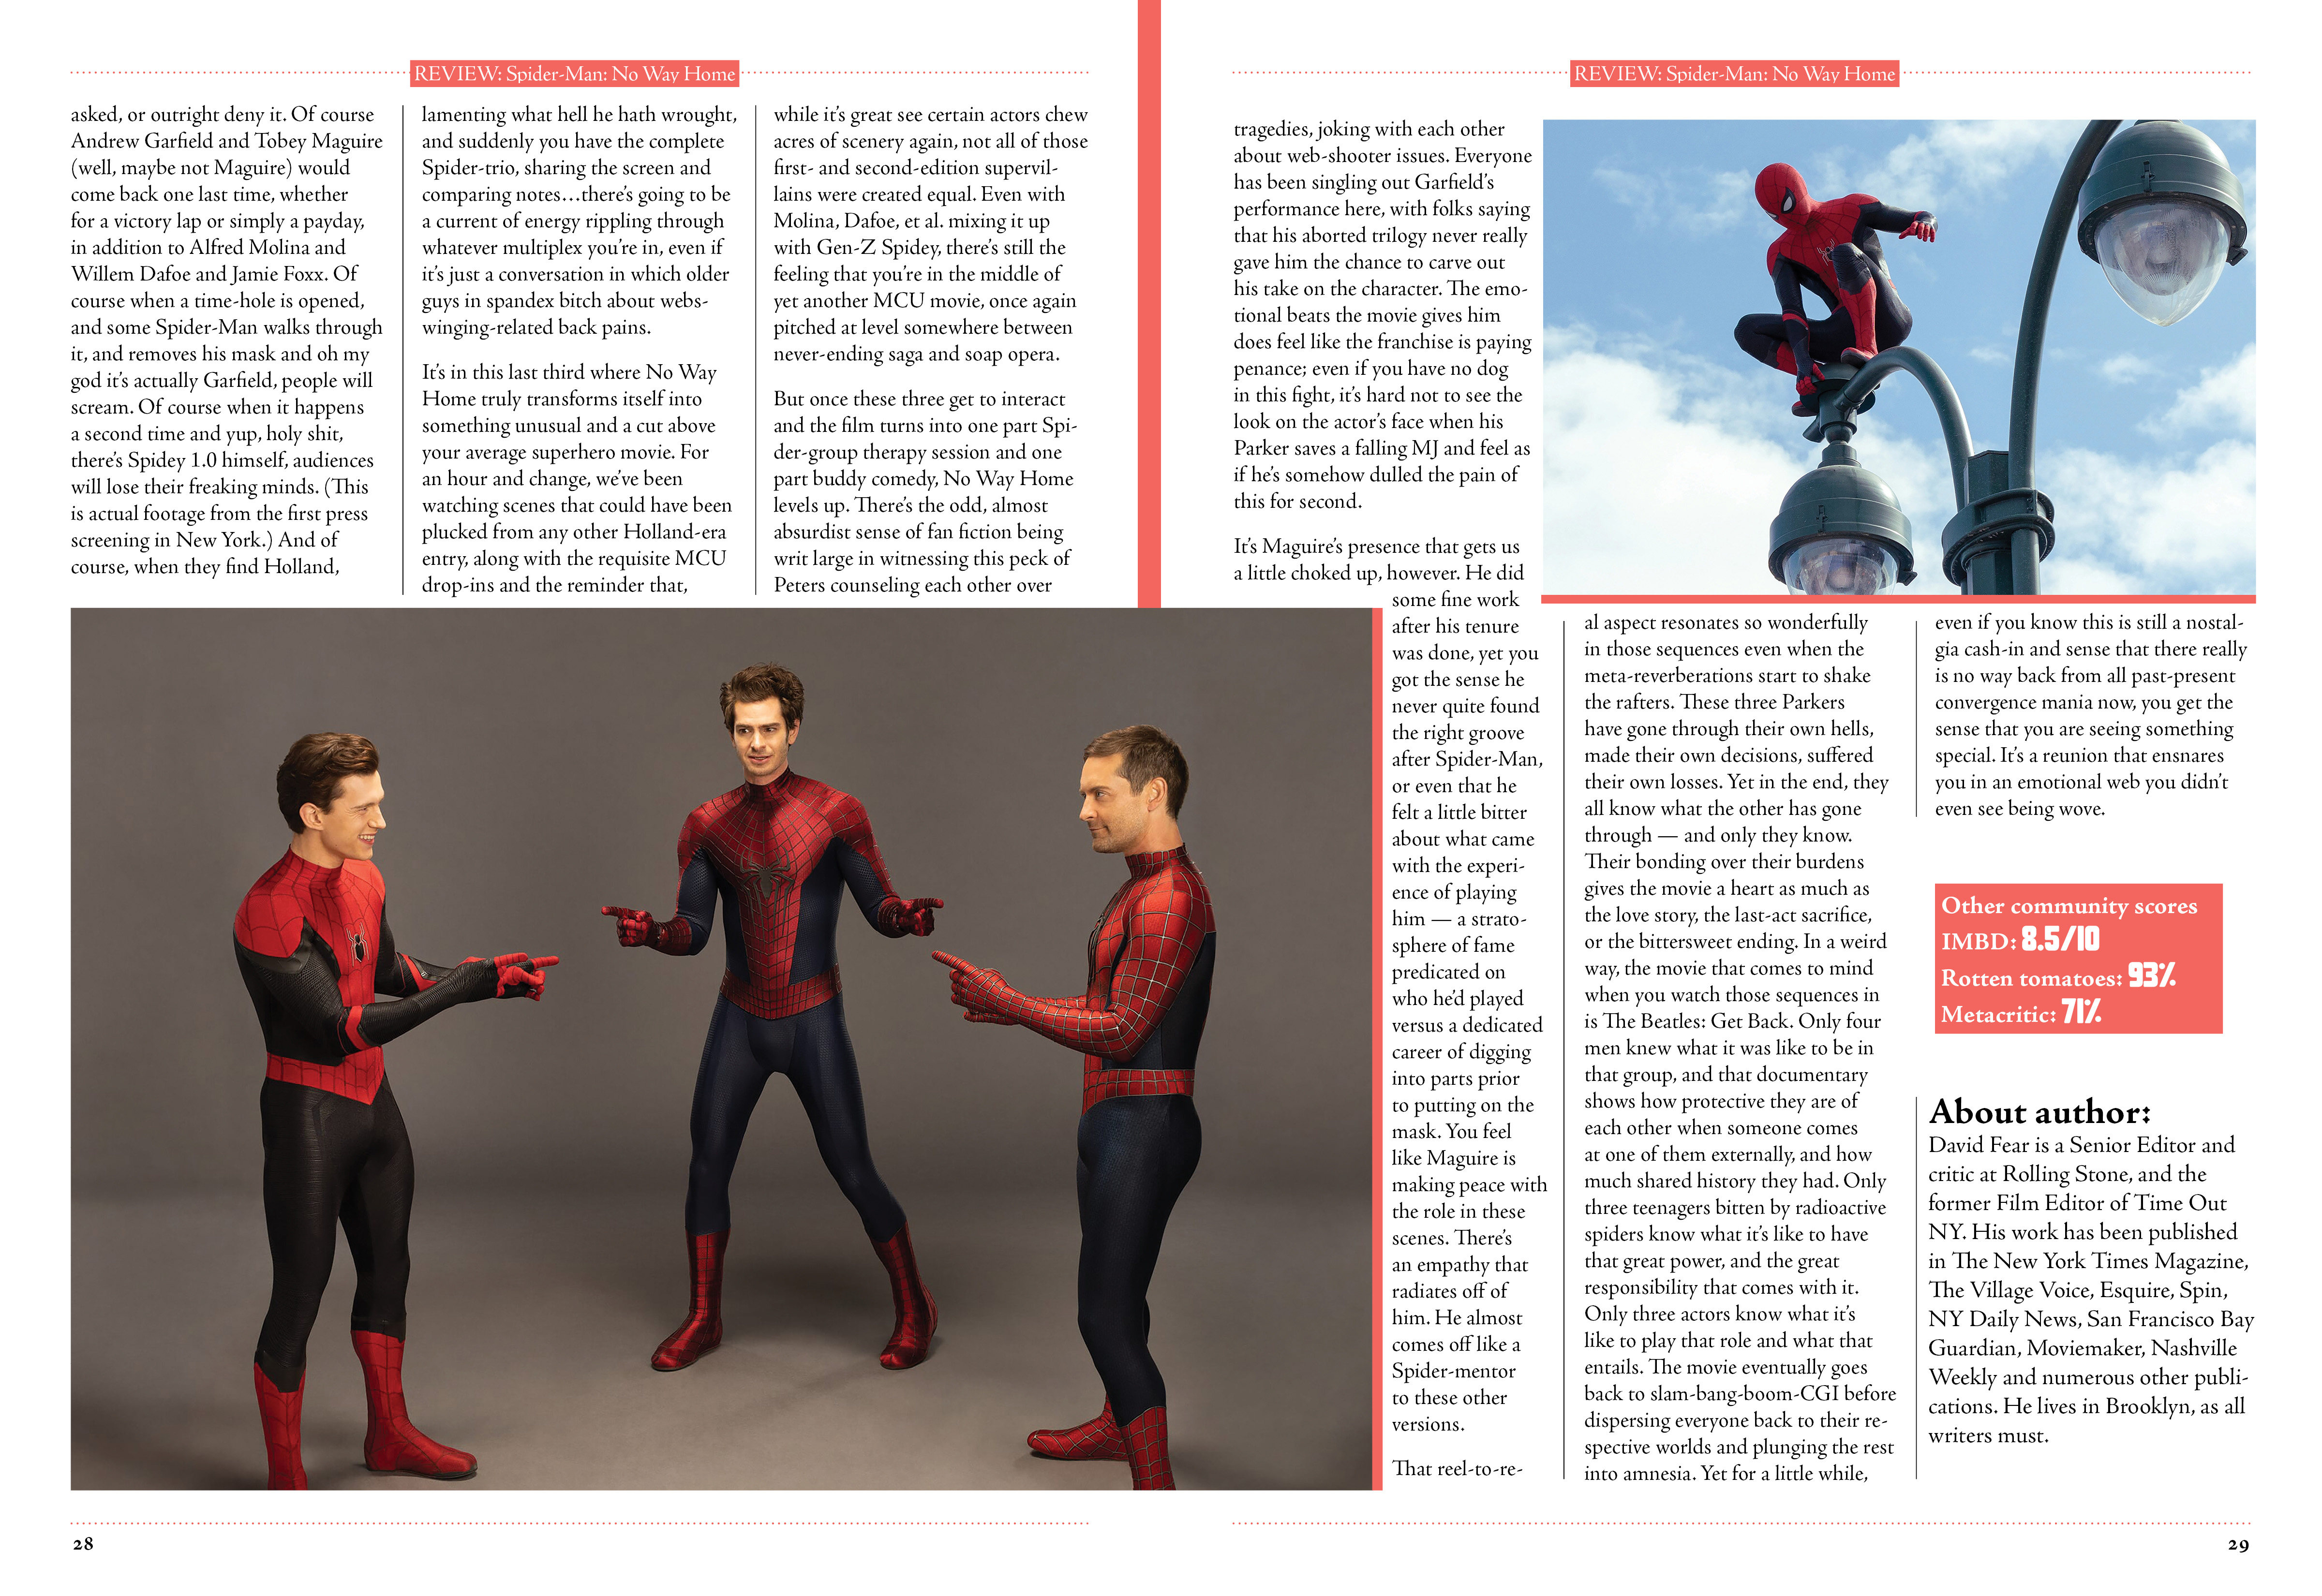 REVIEW: Spider-Man: No Way Home
asked, or outright deny it. Of course
Andrew Garfield and Tobey Maguire
(well, maybe not Maguire) would
come back one last time, whether
for a victory lap or simply a payday,
in addition to Alfred Molina and
Willem Dafoe and Jamie Foxx. Of
course when a time-hole is opened,
and some Spider-Man walks through
it, and removes his mask and oh my
god it's actually Garfield, people will
scream. Of course when it happens
a second time and yup, holy shit,
there's Spidey 1.0 himself, audiences
will lose their freaking minds. (This
is actual footage from the first press
screening in New York.) And of
course, when they find Holland,
lamenting what hell he hath wrought,
and suddenly you have the complete
Spider-trio, sharing the screen and
comparing notes…there's going to be
a current of energy rippling through
whatever multiplex you're in, even if
it's just a conversation in which older
guys in spandex bitch about webs-
winging-related back pains.
It's in this last third where No Way
Home truly transforms itself into
something unusual and a cut above
your average superhero movie. For
an hour and change, we've been
watching scenes that could have been
plucked from any other Holland-era
entry, along with the requisite MCU
drop-ins and the reminder that,
while it's great see certain actors chew
acres of scenery again, not all of those
first- and second-edition supervil-
lains were created equal. Even with
Molina, Dafoe, et al. mixing it up
with Gen-Z Spidey, there's still the
feeling that you're in the middle of
yet another MCU movie, once again
pitched at level somewhere between
never-ending saga and soap opera.
But once these three get to interact
and the film turns into one part Spi-
der-group therapy session and one
part buddy comedy, No Way Home
levels up. There's the odd, almost
absurdist sense of fan fiction being
writ large in witnessing this peck of
Peters counseling each other over
28
REVIEW: Spider-Man: No Way Home
tragedies, joking with each other
about web-shooter issues. Everyone
has been singling out Garfield's
performance here, with folks saying
that his aborted trilogy never really
gave him the chance to carve out
his take on the character. The emo-
tional beats the movie gives him
does feel like the franchise is paying
penance; even if you have no dog
in this fight, it's hard not to see the
look on the actor's face when his
Parker saves a falling MJ and feel as
if he's somehow dulled the pain of
this for second.
It's Maguire's presence that gets us
a little choked up, however. He did
some fine work
after his tenure
was done, yet you
got the sense he
never quite found
the right groove
after Spider-Man,
or even that he
felt a little bitter
about what came
with the experi-
ence of playing
him — a strato-
sphere of fame
predicated on
who he'd played
versus a dedicated
career of digging
into parts prior
to putting on the
mask. You feel
like Maguire is
making peace with
the role in these
scenes. There's
an empathy that
radiates off of
him. He almost
comes off like a
Spider-mentor
to these other
versions.
That reel-to-re-
al aspect resonates so wonderfully
in those sequences even when the
meta-reverberations start to shake
the rafters. These three Parkers
have gone through their own hells,
made their own decisions, suffered
their own losses. Yet in the end, they
all know what the other has gone
through — and only they know.
Their bonding over their burdens
gives the movie a heart as much as
the love story, the last-act sacrifice,
or the bittersweet ending. In a weird
way, the movie that comes to mind
when you watch those sequences in
is The Beatles: Get Back. Only four
men knew what it was like to be in
that group, and that documentary
shows how protective they are of
each other when someone comes
at one of them externally, and how
much shared history they had. Only
three teenagers bitten by radioactive
spiders know what it's like to have
that great power, and the great
responsibility that comes with it.
Only three actors know what it's
like to play that role and what that
entails. The movie eventually goes
back to slam-bang-boom-CGI before
dispersing everyone back to their re-
spective worlds and plunging the rest
into amnesia. Yet for a little while,
even if you know this is still a nostal-
gia cash-in and sense that there really
is no way back from all past-present
convergence mania now, you get the
sense that you are seeing something
special. It's a reunion that ensnares
you in an emotional web you didn't
even see being wove.
Other community scores
IMBD: 8.5/10
Rotten tomatoes: 93%
Metacritic: 71%
About author:
David Fear is a Senior Editor and
critic at Rolling Stone, and the
former Film Editor of Time Out
NY. His work has been published
in The New York Times Magazine,
The Village Voice, Esquire, Spin,
NY Daily News, San Francisco Bay
Guardian, Moviemaker, Nashville
Weekly and numerous other publi-
cations. He lives in Brooklyn, as all
writers must.
29